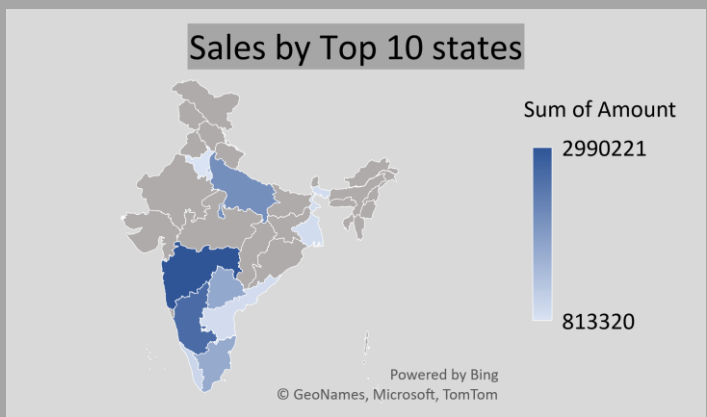 Sales by Top 10 states
Sum of Amount
2990221
813320
Powered by Bing
© GeoNames, Microsoft, TomTom